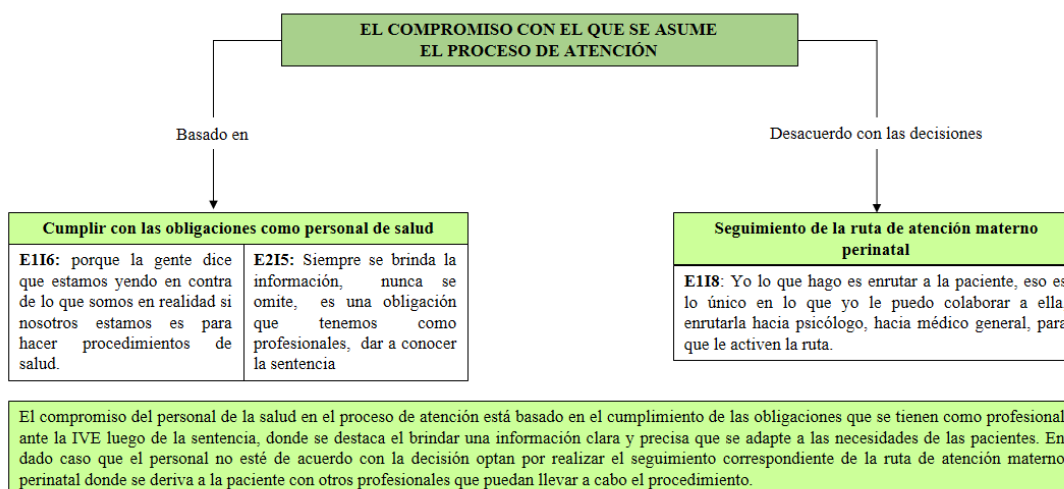 EL COMPROMISO CON EL QUE SE ASUME
EL PROCESO DE ATENCIÓN
Basado en
Desacuerdo con las decisiones
Cumplir con las obligaciones como personal de salud
E1I6: porque la gente dice
que estamos yendo en contra
de lo que somos en realidad si
nosotros estamos es para
hacer procedimientos de
salud.
E2I5: Siempre se brinda la
información, nunca se
omite, es una obligación
que tenemos como
profesionales, dar a conocer
la sentencia
Seguimiento de la ruta de atención materno
perinatal
E1I8: Yo lo que hago es enrutar a la paciente, eso es
lo único en lo que yo le puedo colaborar a ella
enrutarla hacia psicólogo, hacia médico general, para
que le activen la ruta.
El compromiso del personal de la salud en el proceso de atención está basado en el cumplimiento de las obligaciones que se tienen como profesional
ante la IVE luego de la sentencia, donde se destaca el brindar una información clara y precisa que se adapte a las necesidades de las pacientes. En
dado caso que el personal no esté de acuerdo con la decisión optan por realizar el seguimiento correspondiente de la ruta de atención materno
perinatal donde se deriva a la paciente con otros profesionales que puedan llevar a cabo el procedimiento.